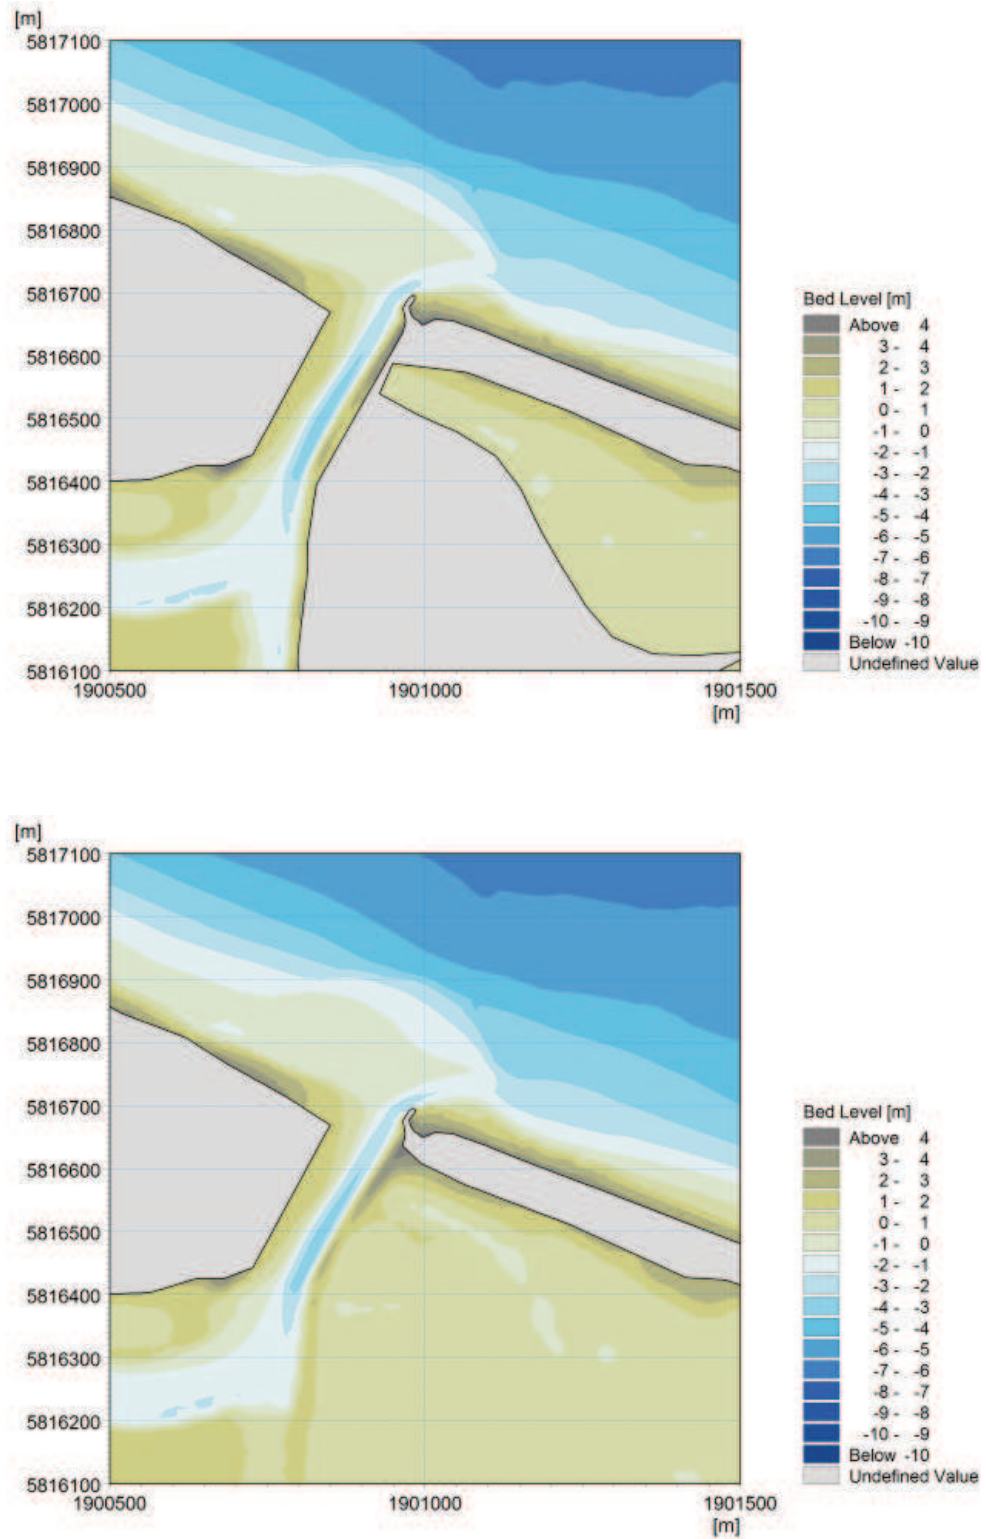 [m]
5817100
5817000
5816900
5816800
5816700
5816600
5816500
5816400
5816300
5816200
5816100
1900500 1901000 1901500
[m]
Bed Level [m]
Above 4
3 - 4
2 - 3
1 - 2
0 - 1
-1 - 0
-2 - -1
-3 - -2
-4 - -3
-5 - -4
-6 - -5
-7 - -6
-8 - -7
-9 - -8
-10 - -9
Below -10
Undefined Value
[m]
5817100
5817000
5816900
5816800
5816700
5816600
5816500
5816400
5816300
5816200
5816100
1900500 1901000 1901500
[m]
Bed Level [m]
Above 4
3 - 4
2 - 3
1 - 2
0 - 1
-1 - 0
-2 - -1
-3 - -2
-4 - -3
-5 - -4
-6 - -5
-7 - -6
-8 - -7
-9 - -8
-10 - -9
Below -10
Undefined Value